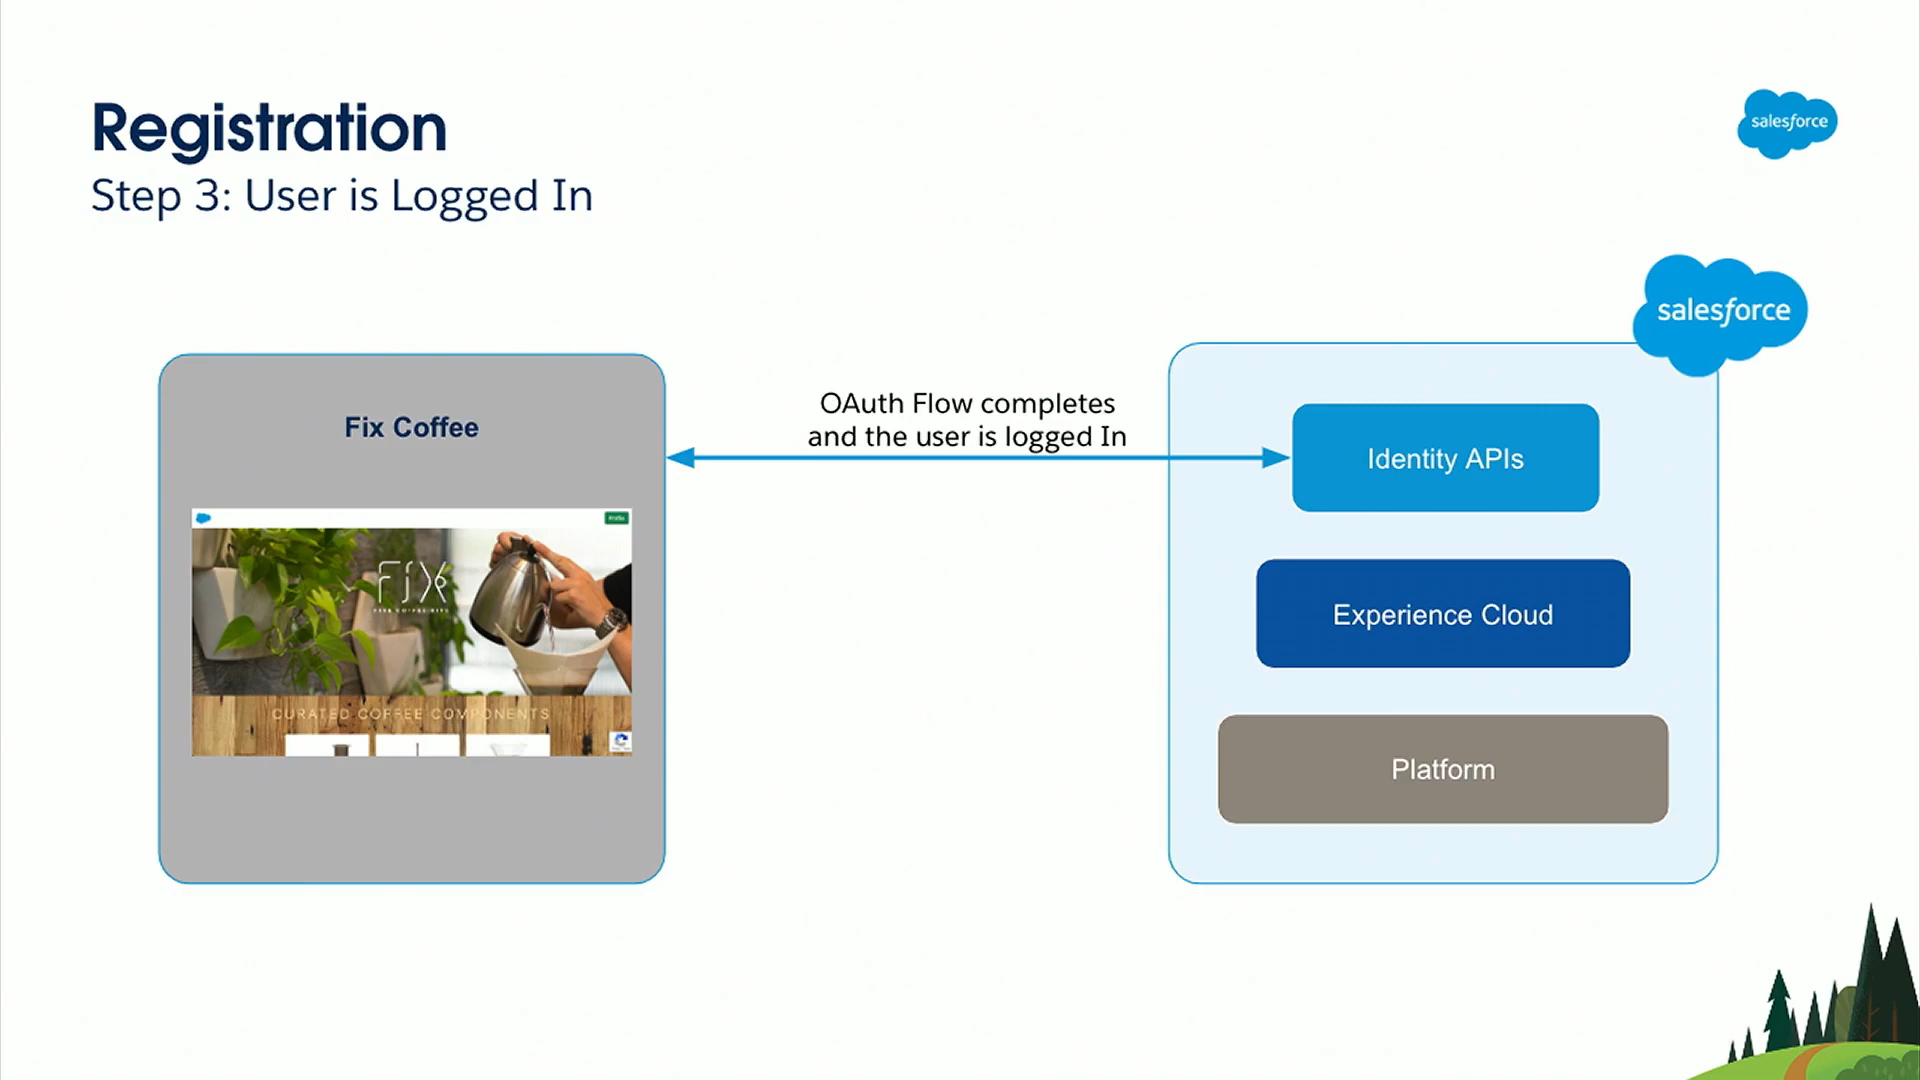 Registration
Step 3: User is Logged In
salesforce
salesforce
Fix Coffee
OAuth Flow completes
and the user is logged In
Identity APIs
Experience Cloud
Platform
FIX
CURATED COFFEE COMPONENTS